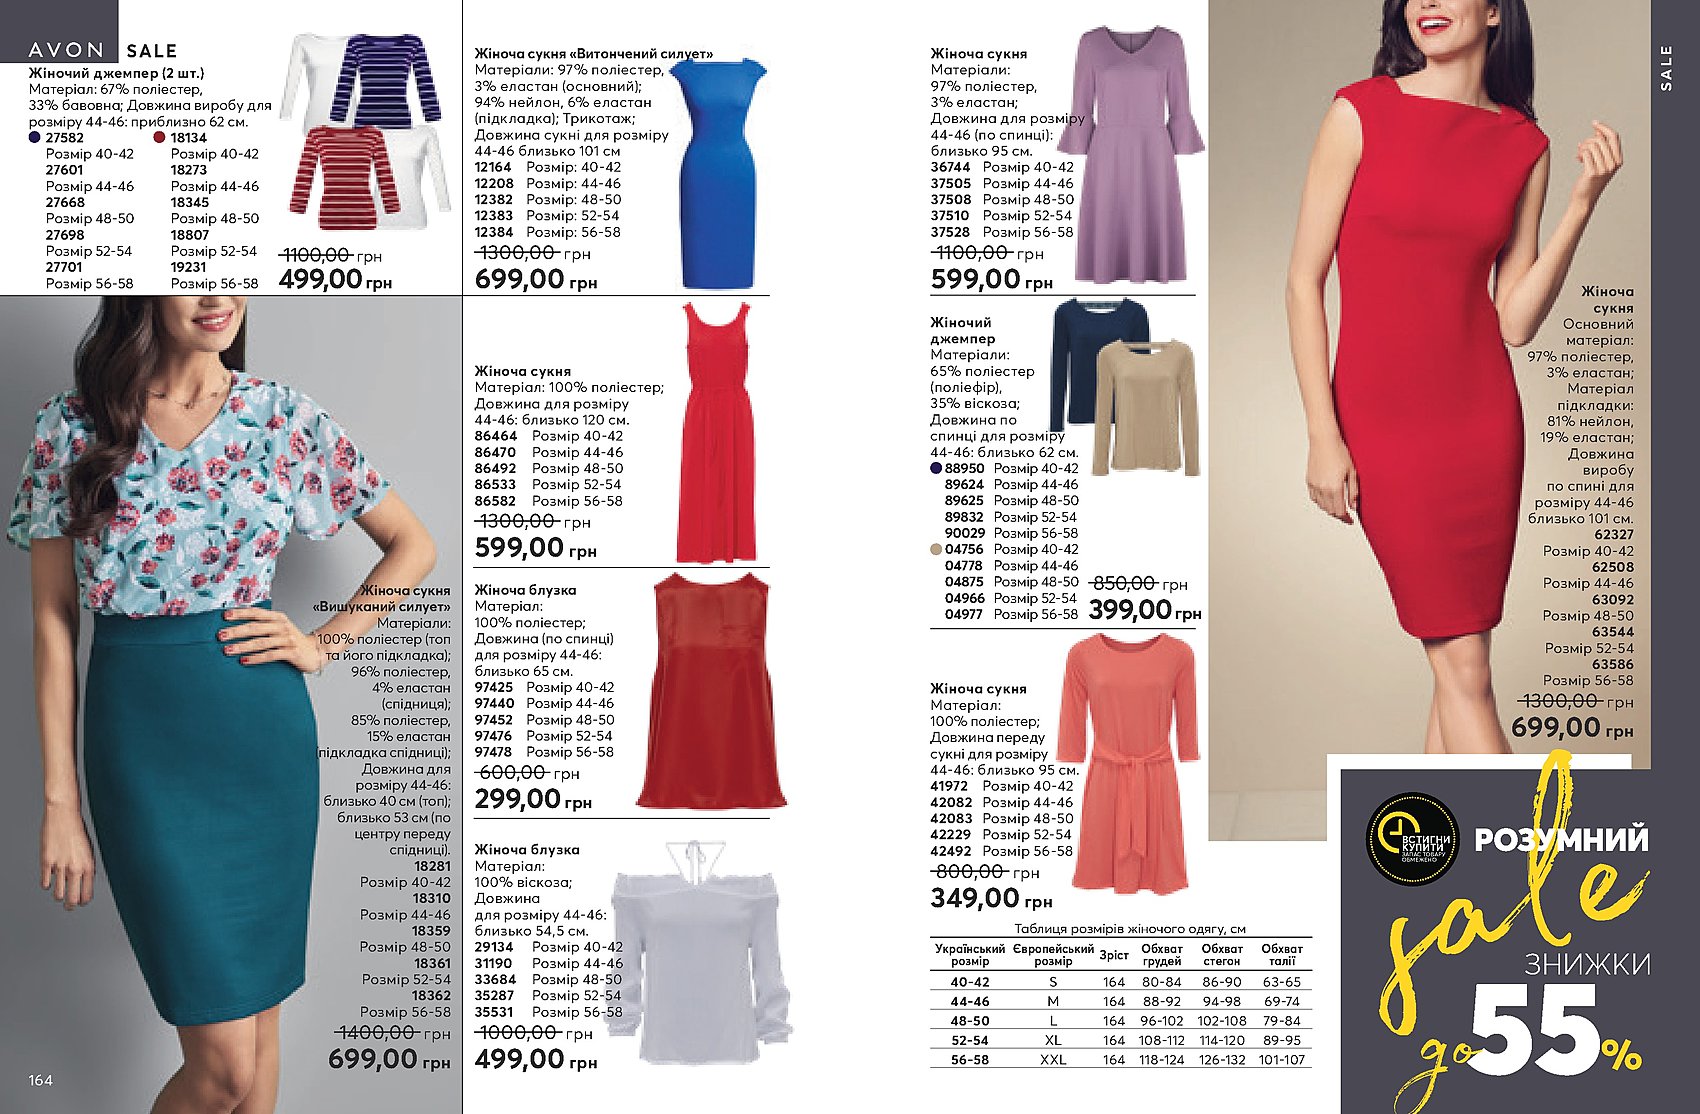 AVON SALE
Жіночий джемпер (2 шт.)
Матеріал: 67% поліестер,
33% бавовна; Довжина виробу для
розміру 44-46: приблизно 62 см.
27582
Розмір 40-42
27601
Розмір 44-46
27668
Розмір 48-50
27698
Розмір 52-54
27701
Розмір 56-58
18134
Розмір 40-42
18273
Розмір 44-46
18345
Розмір 48-50
18807
Розмір 52-54
19231
Розмір 56-58
1100,00 грн
499,00 грн
Жіноча сукня
«Вишуканий силует»
Матеріали:
100% поліестер (топ
та його підкладка);
96% поліестер,
4% еластан
(спідниця);
85% поліестер,
15% еластан
(підкладка спідниці);
Довжина для
розміру 44-46:
близько 40 см (топ);
близько 53 см (по
центру переду
спідниці).
18281
Розмір 40-42
18310
Розмір 44-46
18359
Розмір 48-50
18361
Розмір 52-54
18362
Розмір 56-58
1400,00 грн
699,00 грн
164
Жіноча сукня «Витончений силует»
Матеріали: 97% поліестер,
3% еластан (основний);
94% нейлон, 6% еластан
(підкладка); Трикотаж;
Довжина сукні для розміру
44-46 близько 101 см
12164 Розмір: 40-42
12208 Розмір: 44-46
12382 Розмір: 48-50
12383 Розмір: 52-54
12384 Розмір: 56-58
1300,00 грн
699,00 грн
Жіноча сукня
Матеріал: 100% поліестер;
Довжина для розміру
44-46: близько 120 см.
86464 Розмір 40-42
86470 Розмір 44-46
86492 Розмір 48-50
86533 Розмір 52-54
86582 Розмір 56-58
1300,00 грн
599,00 грн
Жіноча блузка
Матеріал:
100% поліестер;
Довжина (по спинці)
для розміру 44-46:
близько 65 см.
97425 Розмір 40-42
97440 Розмір 44-46
97452 Розмір 48-50
97476 Розмір 52-54
97478 Розмір 56-58
600,00 грн
299,00 грн
Жіноча блузка
Матеріал:
100% віскоза;
Довжина
для розміру 44-46:
близько 54,5 см.
29134 Розмір 40-42
31190 Розмір 44-46
33684 Розмір 48-50
35287 Розмір 52-54
35531 Розмір 56-58
1000,00 грн
499,00 грн
Жіноча сукня
Матеріали:
97% поліестер,
3% еластан;
Довжина для розміру
44-46 (по спинці):
близько 95 см.
36744 Розмір 40-42
37505 Розмір 44-46
37508 Розмір 48-50
37510 Розмір 52-54
37528 Розмір 56-58
1100,00 грн
599,00 грн
Жіночий
джемпер
Матеріали:
65% поліестер
(поліефір),
35% віскоза;
Довжина по
спинці для розміру
44-46: близько 62 см.
88950 Розмір 40-42
89624 Розмір 44-46
89625 Розмір 48-50
89832 Розмір 52-54
90029 Розмір 56-58
04756 Розмір 40-42
04778 Розмір 44-46
04875 Розмір 48-50
04966 Розмір 52-54
04977 Розмір 56-58
850,00 грн
399,00 грн
Жіноча сукня
Матеріал:
100% поліестер;
Довжина переду
сукні для розміру
44-46: близько 95 см.
41972 Розмір 40-42
42082 Розмір 44-46
42083 Розмір 48-50
42229 Розмір 52-54
42492 Розмір 56-58
800,00 грн
349,00 грн
Таблиця розмірів жіночого одягу, см
Український розмір Європейський розмір Зріст Обхват грудей Обхват стегон Обхват талії
40-42 S 164 80-84 86-90 63-65
44-46 M 164 88-92 94-98 69-74
48-50 L 164 96-102 102-108 79-84
52-54 XL 164 108-112 114-120 89-95
56-58 XXL 164 118-124 126-132 101-107
SALE
Жіноча
сукня
Основний
матеріал:
97% поліестер,
3% еластан;
Матеріал
підкладки:
81% нейлон,
19% еластан;
Довжина
виробу
по спині для
розміру 44-46
близько 101 см.
62327
Розмір 40-42
62508
Розмір 44-46
63092
Розмір 48-50
63544
Розмір 52-54
63586
Розмір 56-58
1300,00 грн
699,00 грн
ВСТИГНИ
КУПИТИ
ЗАПАС ТОВАРУ
ОБМЕЖЕНО
РОЗУМНИЙ
sale
ЗНИЖКИ
до 55%